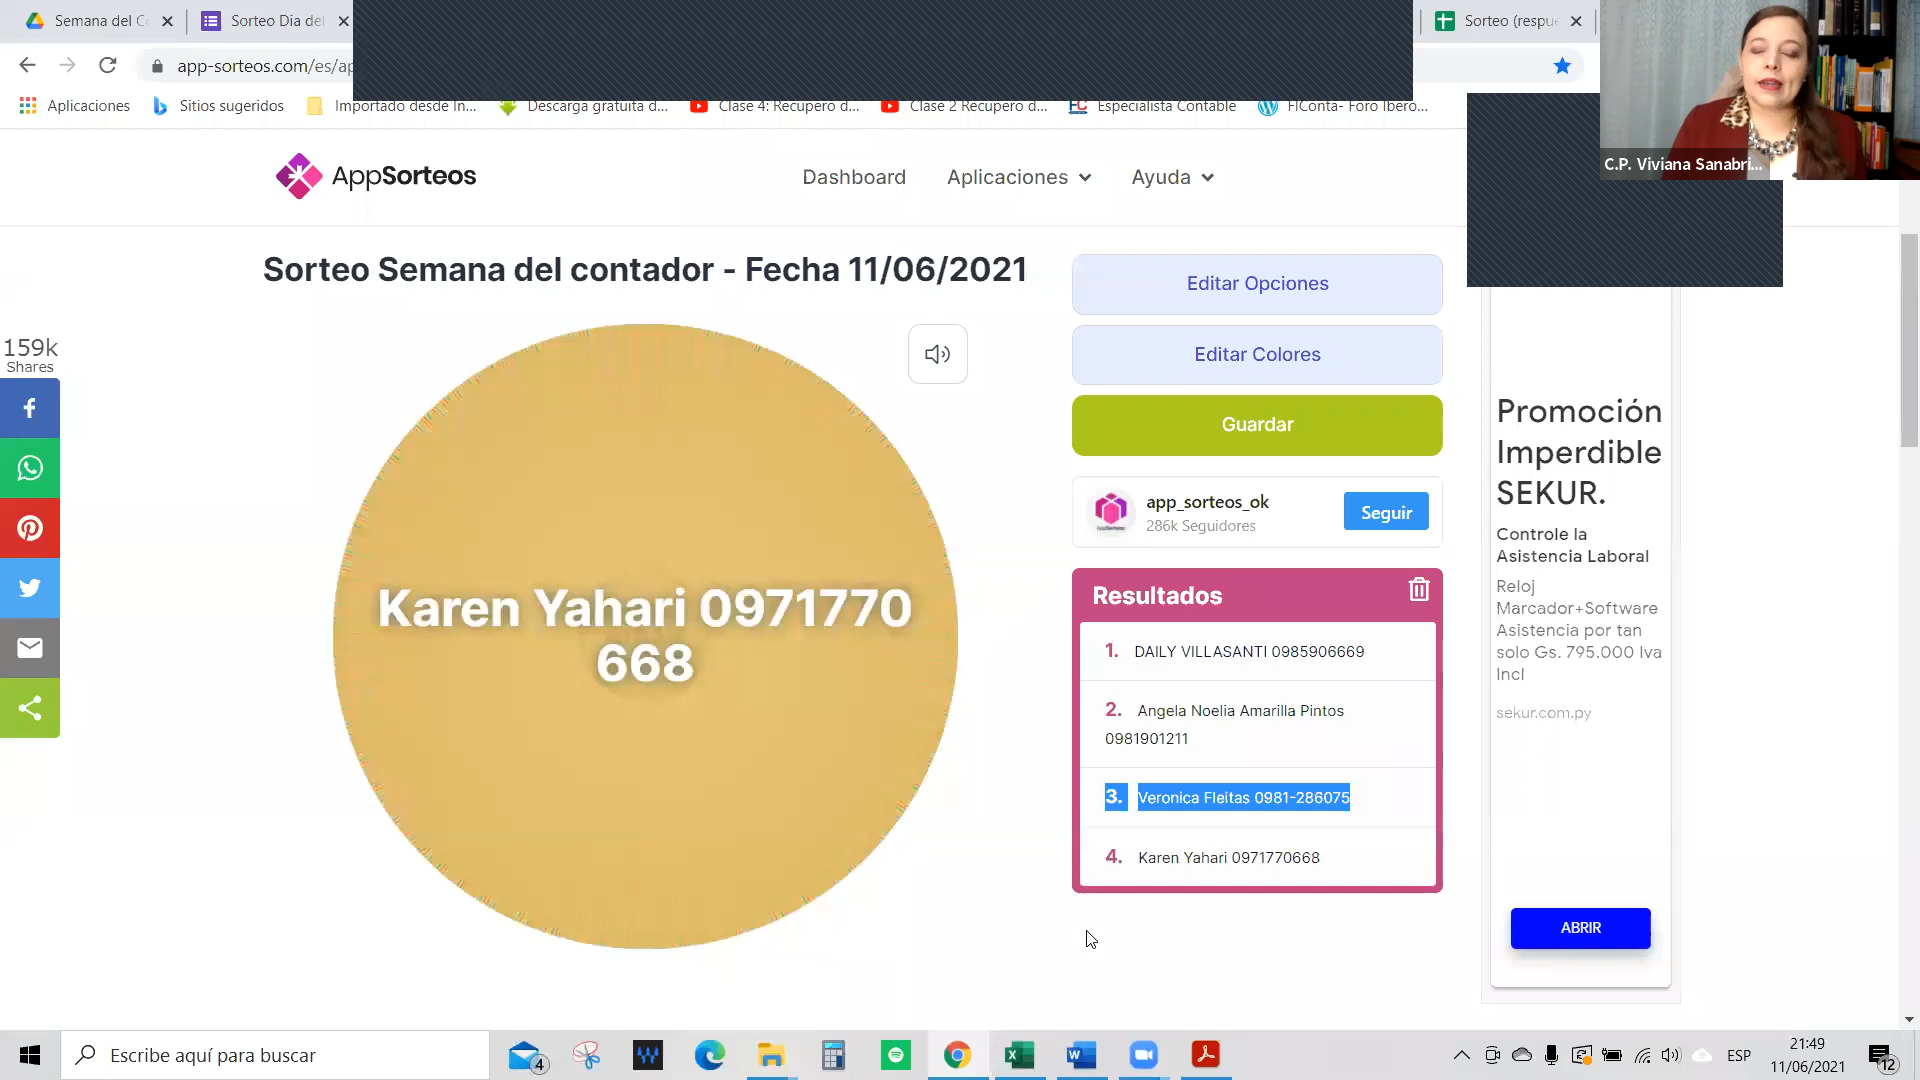 Semana del Co
Sorteo Dia del
Sorteo (respue
app-sorteos.com/es/ap
Aplicaciones
Sitios sugeridos
Importado desde In...
Descarga gratuita d...
Clase 4: Recupero d...
Clase 2 Recupero d...
Especialista Contable
FIConta- Foro Ibero...
C.P. Viviana Sanabri...
AppSorteos
Dashboard
Aplicaciones
Ayuda
Sorteo Semana del contador - Fecha 11/06/2021
159k
Shares
Karen Yahari 0971770
668
Editar Opciones
Editar Colores
Guardar
app_sorteos_ok
286k Seguidores
Seguir
Resultados
1. DAILY VILLASANTI 0985906669
2. Angela Noelia Amarilla Pintos
0981901211
3. Veronica Fleitas 0981-286075
4. Karen Yahari 0971770668
Promoción
Imperdible
SEKUR.
Controle la
Asistencia Laboral
Reloj
Marcador+Software
Asistencia por tan
solo Gs. 795.000 Iva
Incl
sekur.com.py
ABRIR
Escribe aquí para buscar
4
ESP
21:49
11/06/2021
12